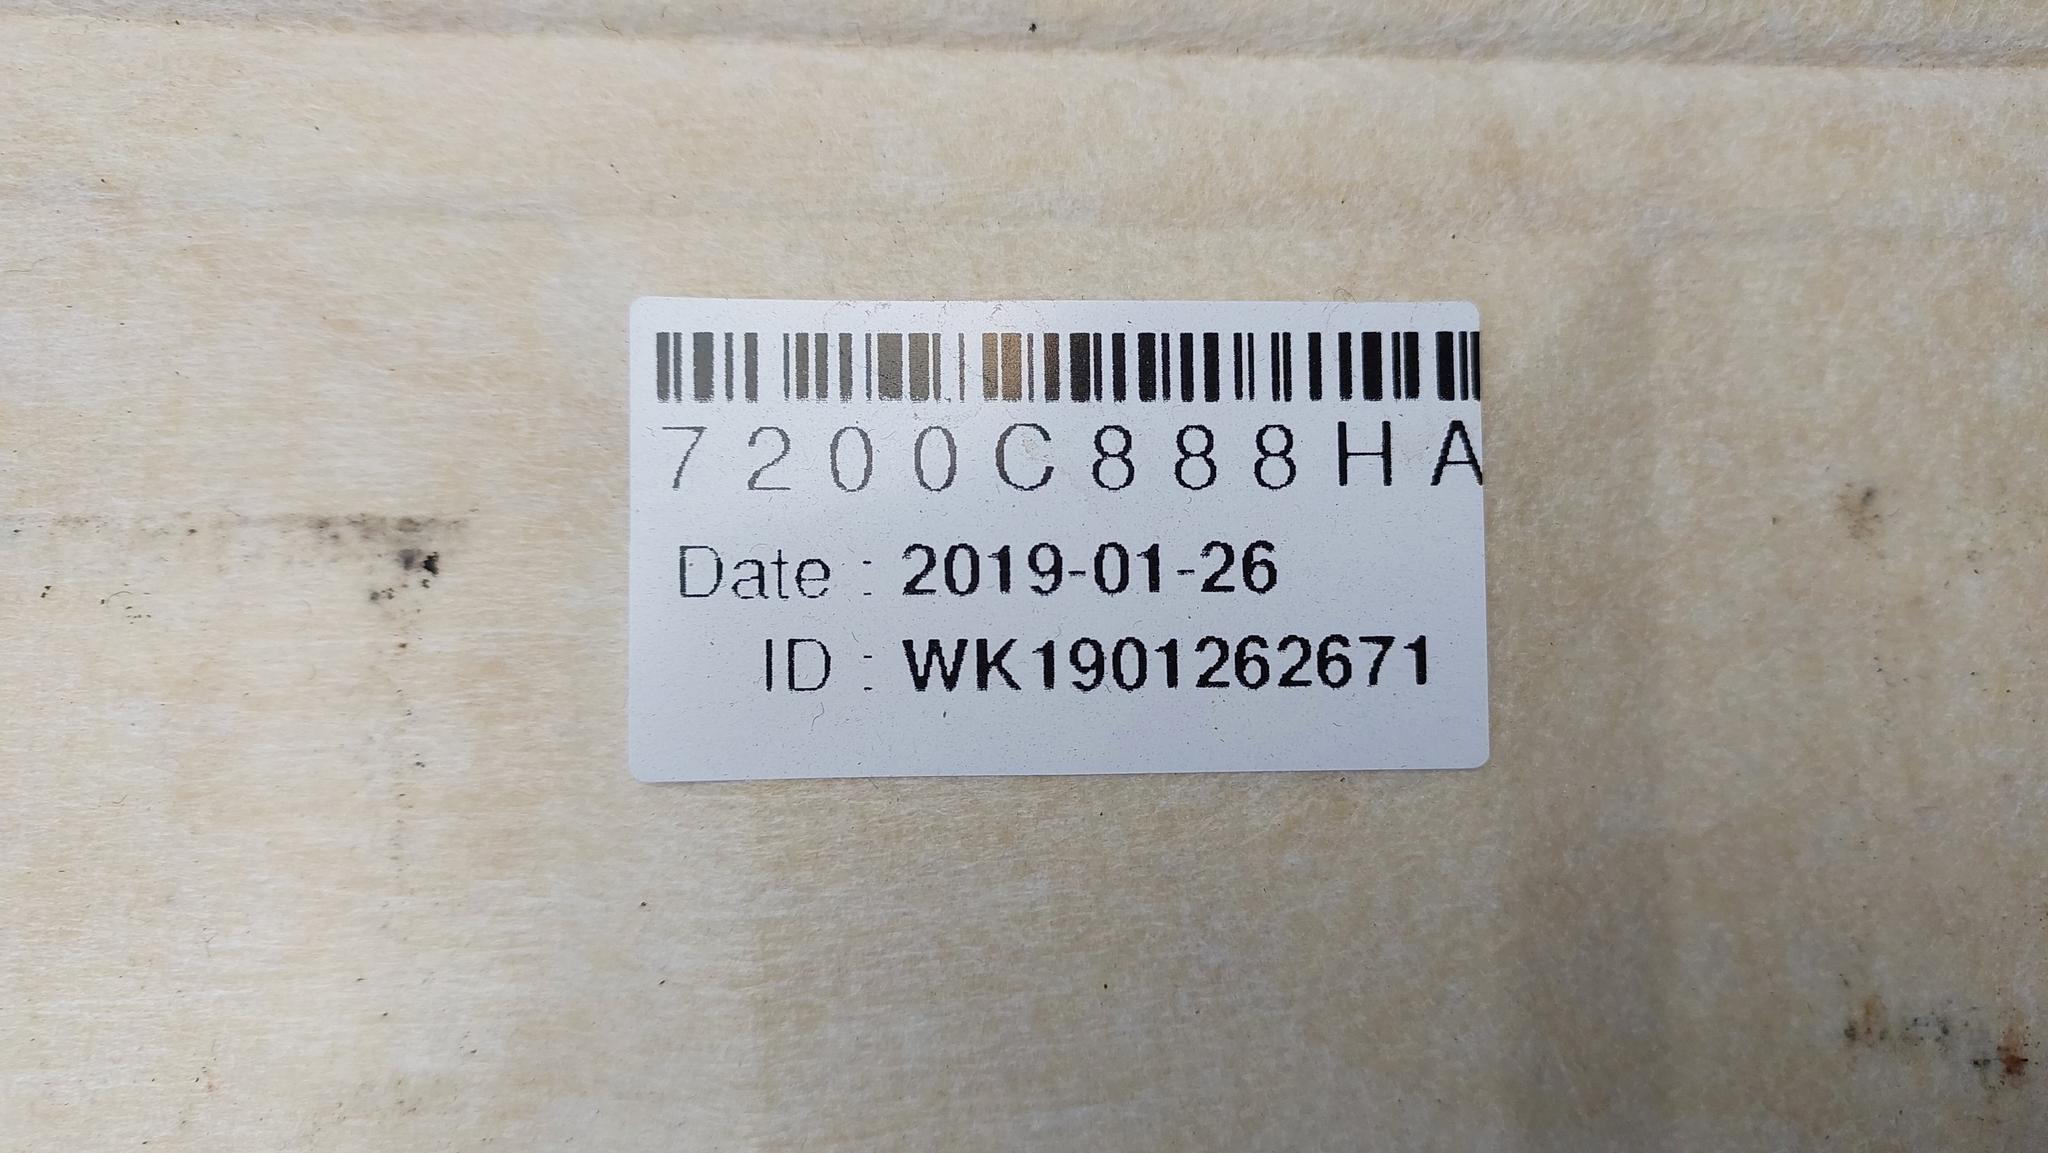 7200C888HA
Date : 2019-01-26
ID : WK1901262671